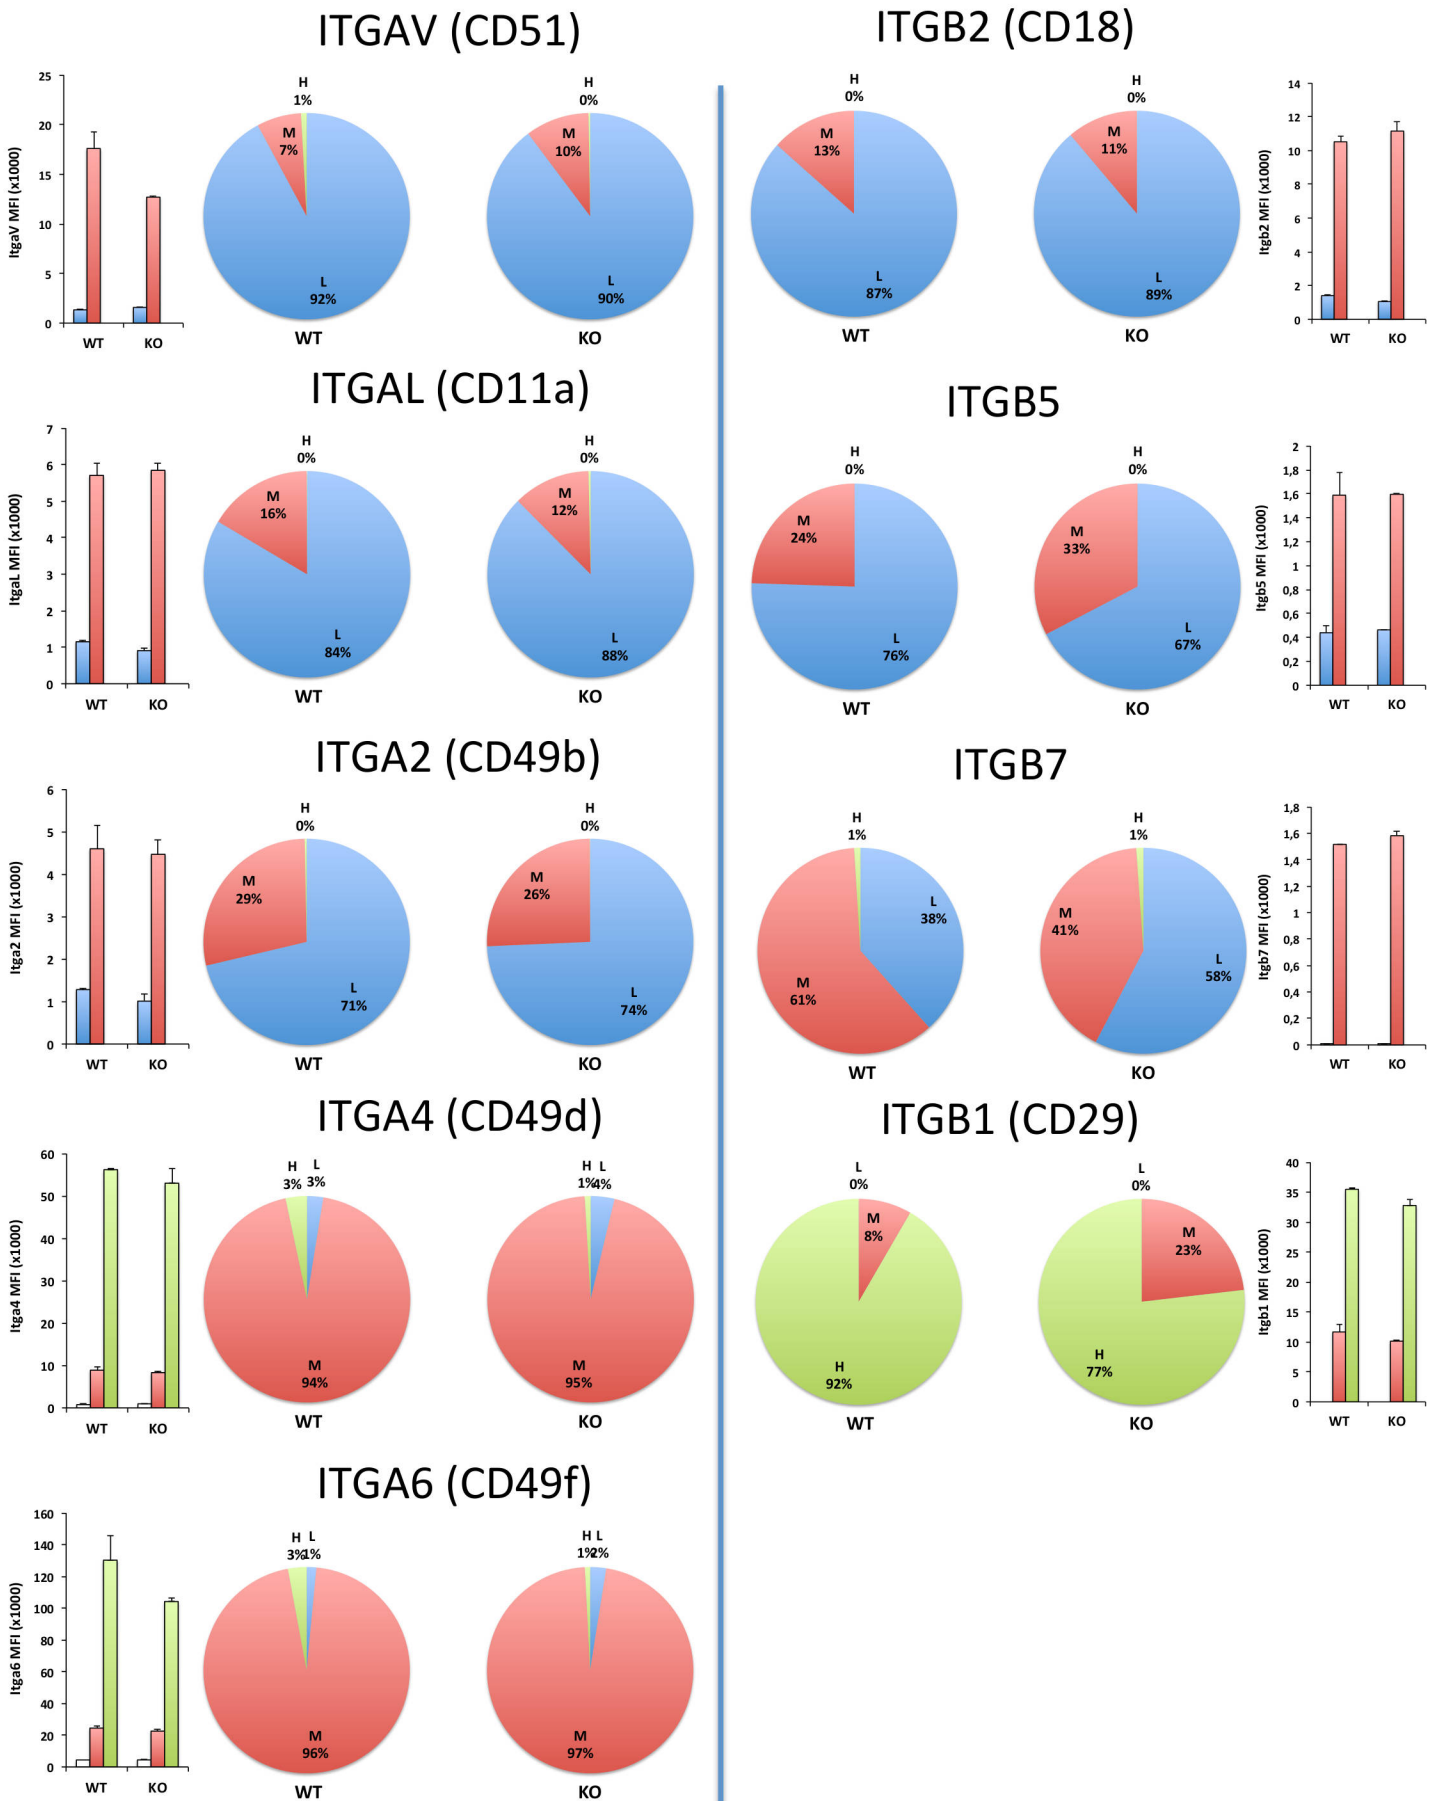 ITGAV (CD51)
ItgaV MFI (x1000)
25
20
15
10
5
0
WT KO
H
1%
M
7%
L
92%
WT
H
0%
M
10%
L
90%
KO
ITGAL (CD11a)
ItgaL MFI (x1000)
7
6
5
4
3
2
1
0
WT KO
H
0%
M
16%
L
84%
WT
H
0%
M
12%
L
88%
KO
ITGA2 (CD49b)
Itga2 MFI (x1000)
6
5
4
3
2
1
0
WT KO
H
0%
M
29%
L
71%
WT
H
0%
M
26%
L
74%
KO
ITGA4 (CD49d)
Itga4 MFI (x1000)
60
50
40
30
20
10
0
WT KO
H L
3% 3%
M
94%
WT
H L
1% 4%
M
95%
KO
ITGA6 (CD49f)
Itga6 MFI (x1000)
160
140
120
100
80
60
40
20
0
WT KO
H L
3% 1%
M
96%
WT
H L
1% 2%
M
97%
KO
ITGB2 (CD18)
H
0%
M
13%
L
87%
WT
H
0%
M
11%
L
89%
KO
Itgb2 MFI (x1000)
14
12
10
8
6
4
2
0
WT KO
ITGB5
H
0%
M
24%
L
76%
WT
H
0%
M
33%
L
67%
KO
Itgb5 MFI (x1000)
2
1,8
1,6
1,4
1,2
1
0,8
0,6
0,4
0,2
0
WT KO
ITGB7
H
1%
L
38%
M
61%
WT
H
1%
M
41%
L
58%
KO
Itgb7 MFI (x1000)
1,8
1,6
1,4
1,2
1
0,8
0,6
0,4
0,2
0
WT KO
ITGB1 (CD29)
L
0%
M
8%
H
92%
WT
L
0%
M
23%
H
77%
KO
Itgb1 MFI (x1000)
40
35
30
25
20
15
10
5
0
WT KO